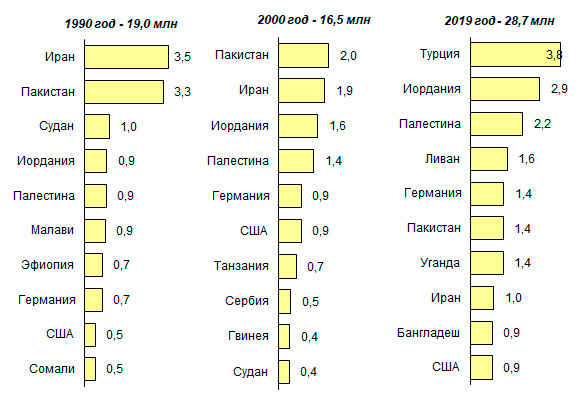 1990 год - 19,0 млн
Иран 3,5
Пакистан 3,3
Судан 1,0
Иордания 0,9
Палестина 0,9
Малави 0,9
Эфиопия 0,7
Германия 0,7
США 0,5
Сомали 0,5
2000 год - 16,5 млн
Пакистан 2,0
Иран 1,9
Иордания 1,6
Палестина 1,4
Германия 0,9
США 0,9
Танзания 0,7
Сербия 0,5
Гвинея 0,4
Судан 0,4
2019 год - 28,7 млн
Турция 3,8
Иордания 2,9
Палестина 2,2
Ливан 1,6
Германия 1,4
Пакистан 1,4
Уганда 1,4
Иран 1,0
Бангладеш 0,9
США 0,9